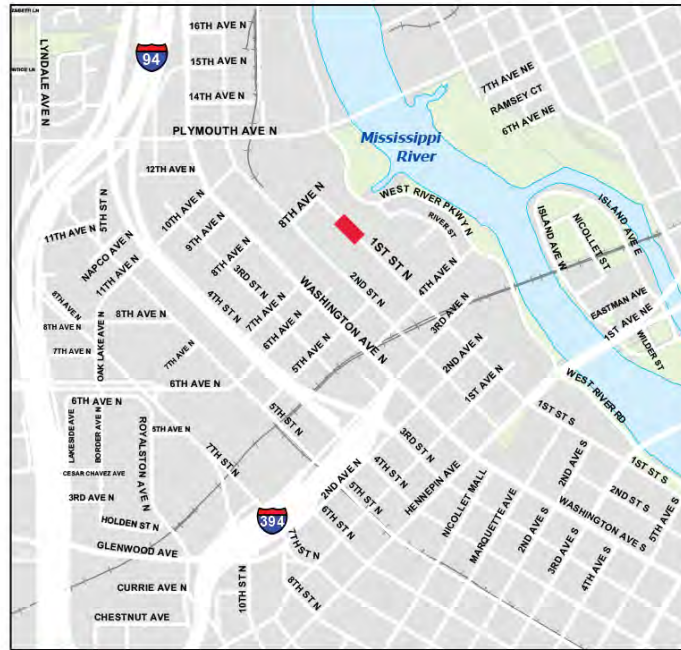 16TH AVE N
LYNDALE AVE N
94
15TH AVE N
14TH AVE N
7TH AVE NE
RAMSEY CT
6TH AVE NE
PLYMOUTH AVE N
Mississippi
River
12TH AVE N
10TH AVE N
8TH AVE N
WEST RIVER PKWY N
RIVER ST
ISLAND AVE E
ISLAND AVE W
NICOLLET ST
5TH ST N
11TH AVE N
NAPCO AVE N
9TH AVE N
1ST ST N
11TH AVE N
8TH AVE N
3RD ST N
4TH ST N
2ND ST N
WASHINGTON AVE N
4TH AVE N
3RD AVE N
EASTMAN AVE
1ST AVE NE
WILDER ST
8TH AVE N
8TH AVE N
8TH AVE N
7TH AVE N
6TH AVE N
5TH AVE N
2ND AVE N
1ST AVE N
7TH AVE N
OAK LAKE AVE N
7TH AVE N
6TH AVE N
WEST RIVER RD
6TH AVE N
LAKESIDE AVE
BORDER AVE N
ROYALSTON AVE N
5TH AVE N
5TH ST N
7TH ST N
3RD ST N
4TH ST N
1ST ST S
1ST ST S
CESAR CHAVEZ AVE
3RD AVE N
HOLDEN ST N
2ND AVE N
5TH ST N
6TH ST N
HENNEPIN AVE
NICOLLET MALL
MARQUETTE AVE
2ND AVE S
2ND ST S
WASHINGTON AVE S
5TH AVE S
394
GLENWOOD AVE
7TH ST N
2ND AVE S
3RD AVE S
4TH AVE S
CURRIE AVE N
10TH ST N
8TH ST N
CHESTNUT AVE